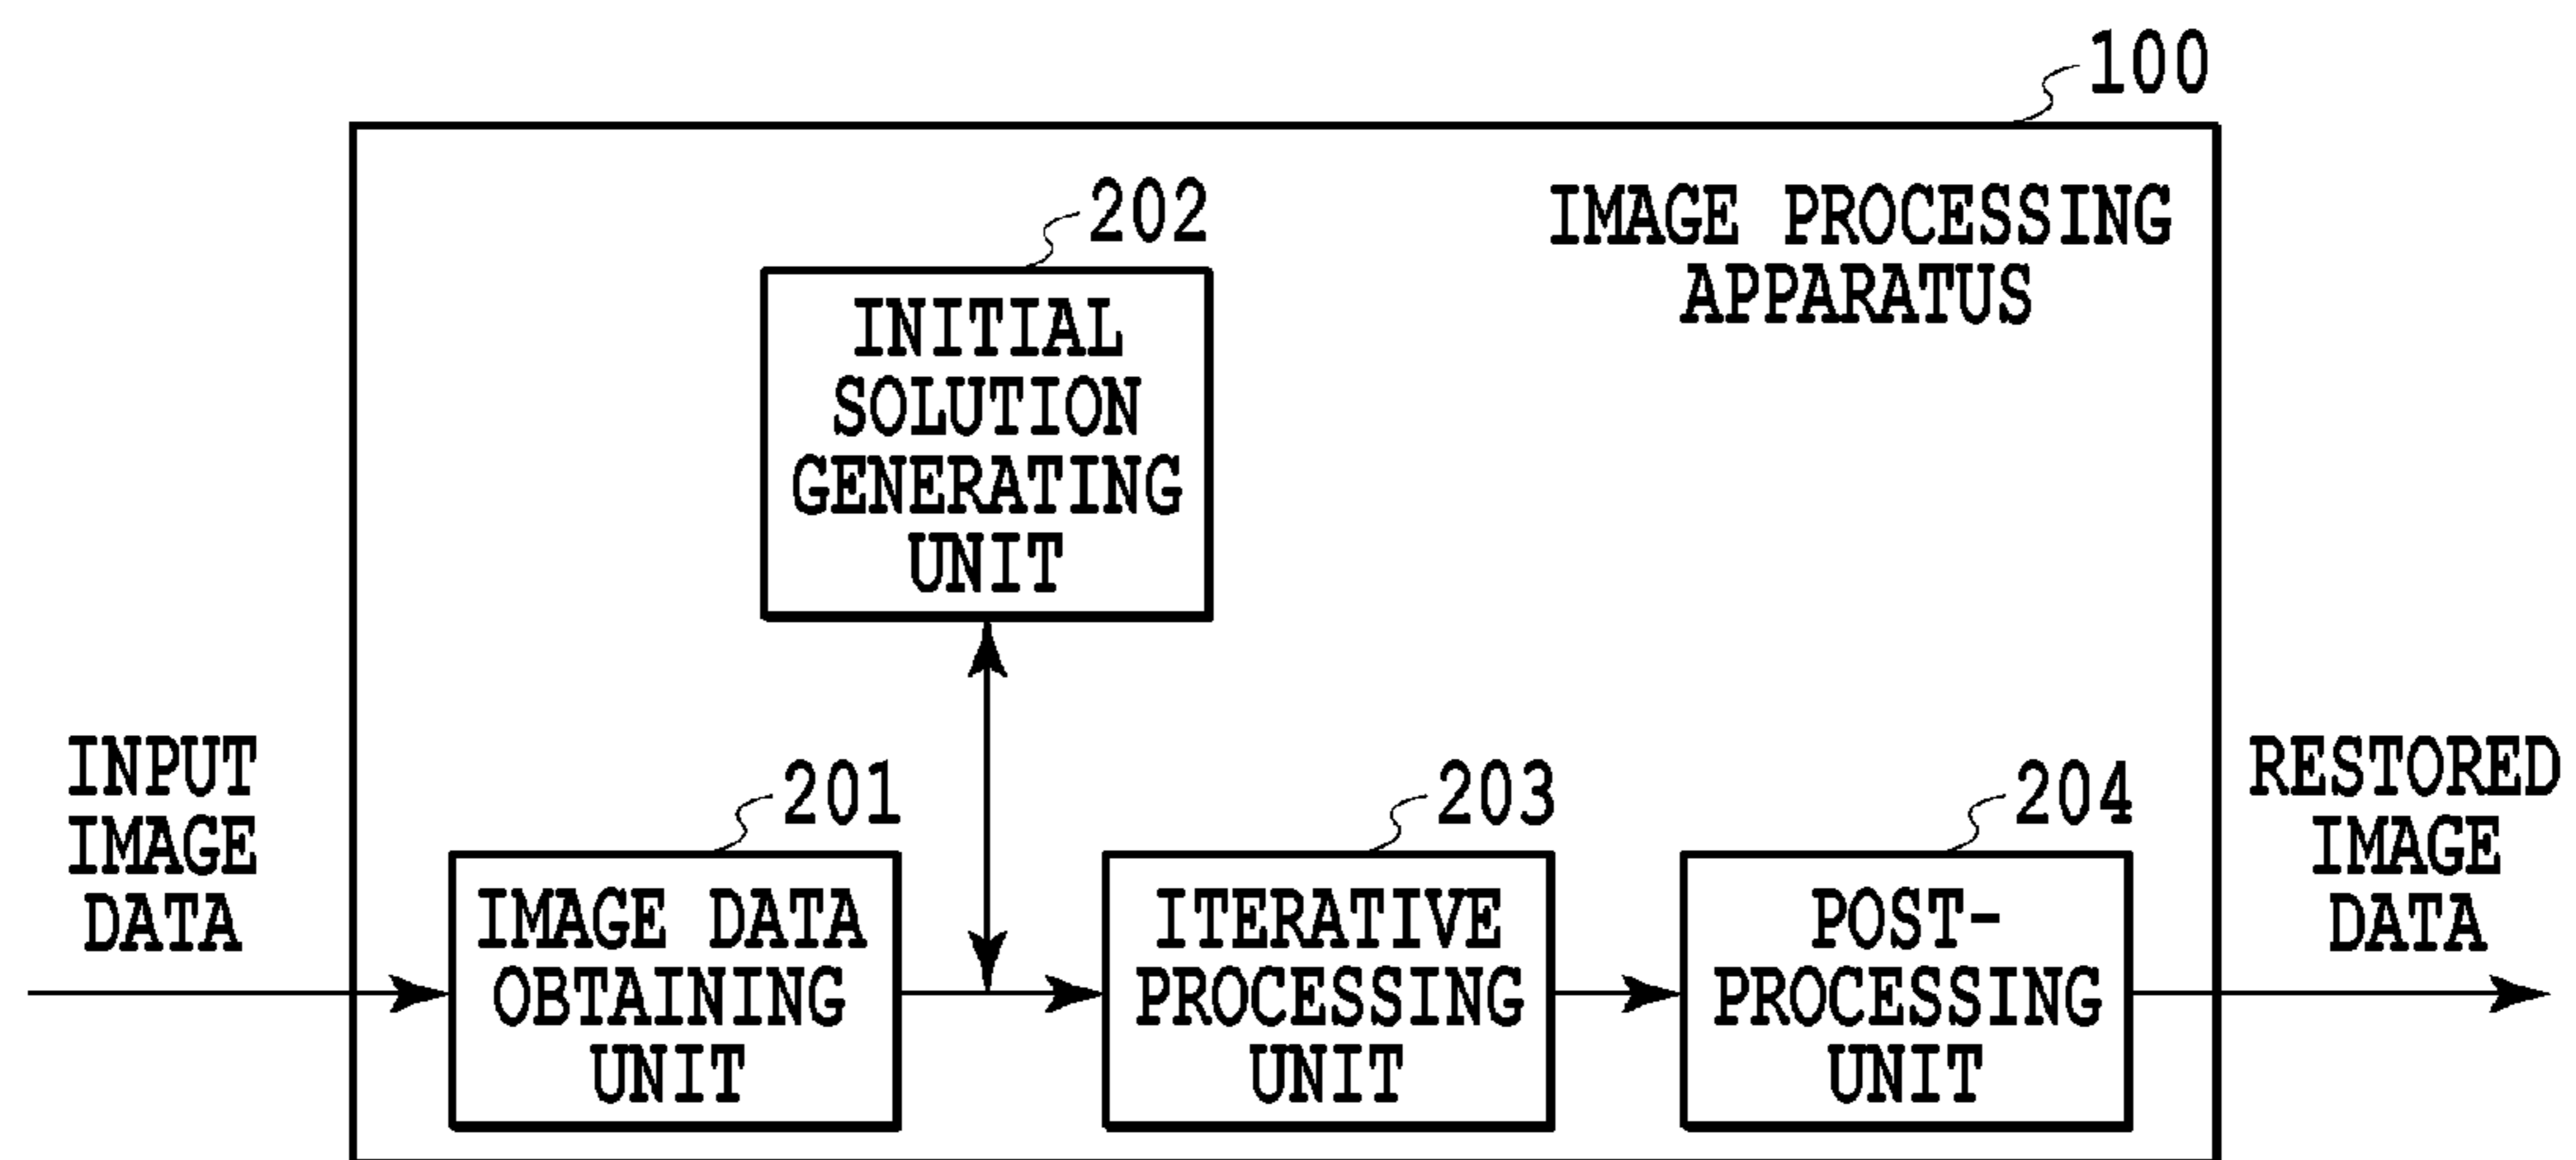 100
IMAGE PROCESSING
APPARATUS
202
INITIAL
SOLUTION
GENERATING
UNIT
INPUT
IMAGE
DATA
201
IMAGE DATA
OBTAINING
UNIT
203
ITERATIVE
PROCESSING
UNIT
204
POST-
PROCESSING
UNIT
RESTORED
IMAGE
DATA